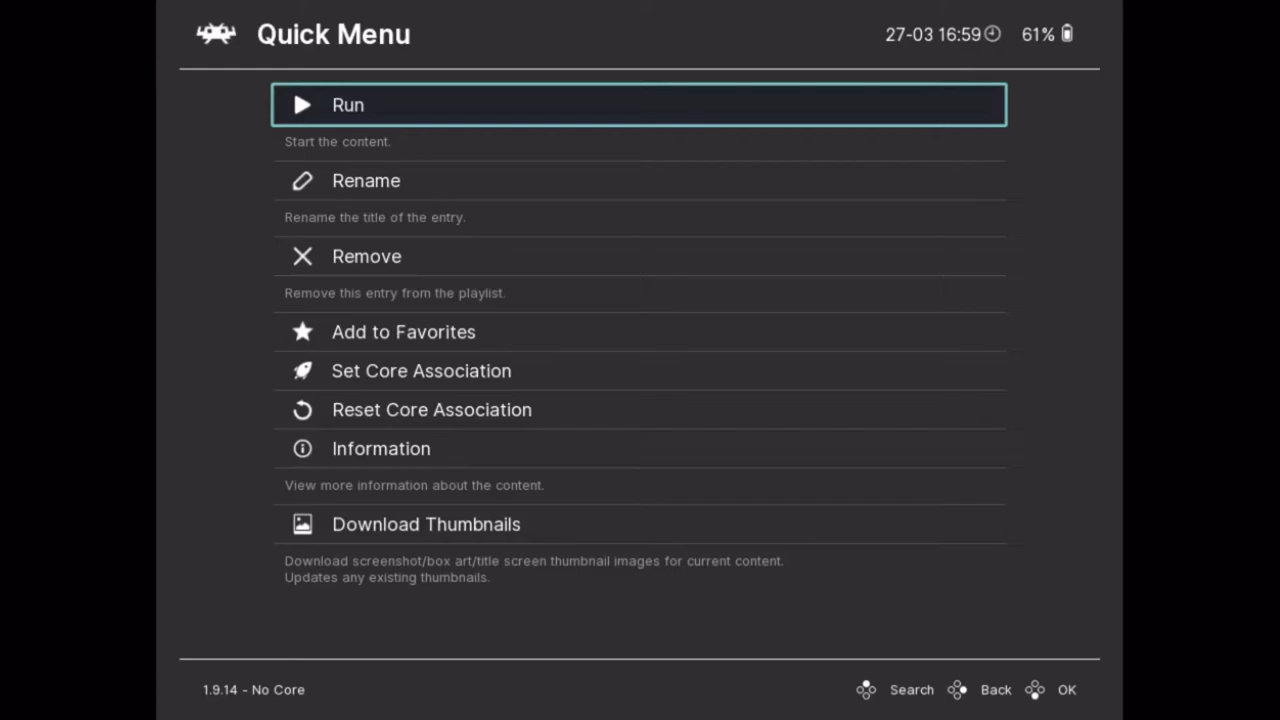 Quick Menu
27-03 16:59
61%
Run
Start the content.
Rename
Rename the title of the entry.
Remove
Remove this entry from the playlist.
Add to Favorites
Set Core Association
Reset Core Association
Information
View more information about the content.
Download Thumbnails
Download screenshot/box art/title screen thumbnail images for current content.
Updates any existing thumbnails.
1.9.14 - No Core
Search
Back
OK